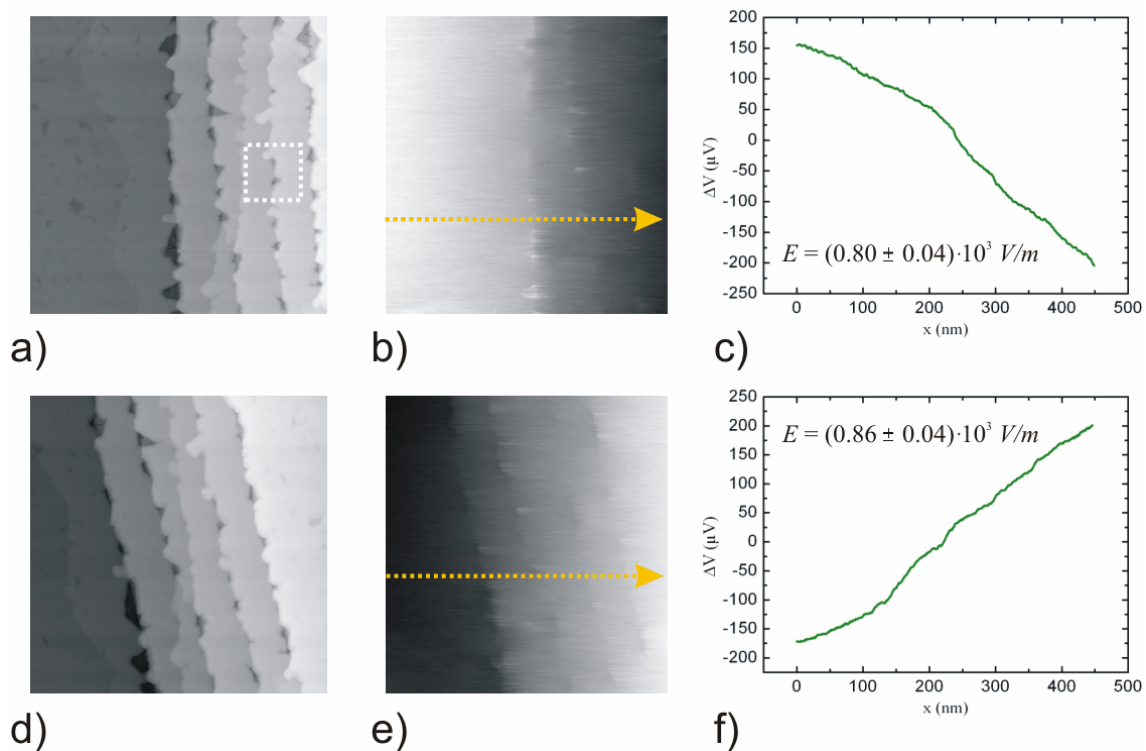 a)
b)
200
150
100
50
0
-50
-100
-150
-200
-250
ΔV (µV)
E = (0.80 ± 0.04)·10³ V/m
0 100 200 300 400 500
x (nm)
c)
d)
e)
250
200
150
100
50
0
-50
-100
-150
-200
ΔV (µV)
E = (0.86 ± 0.04)·10³ V/m
0 100 200 300 400 500
x (nm)
f)